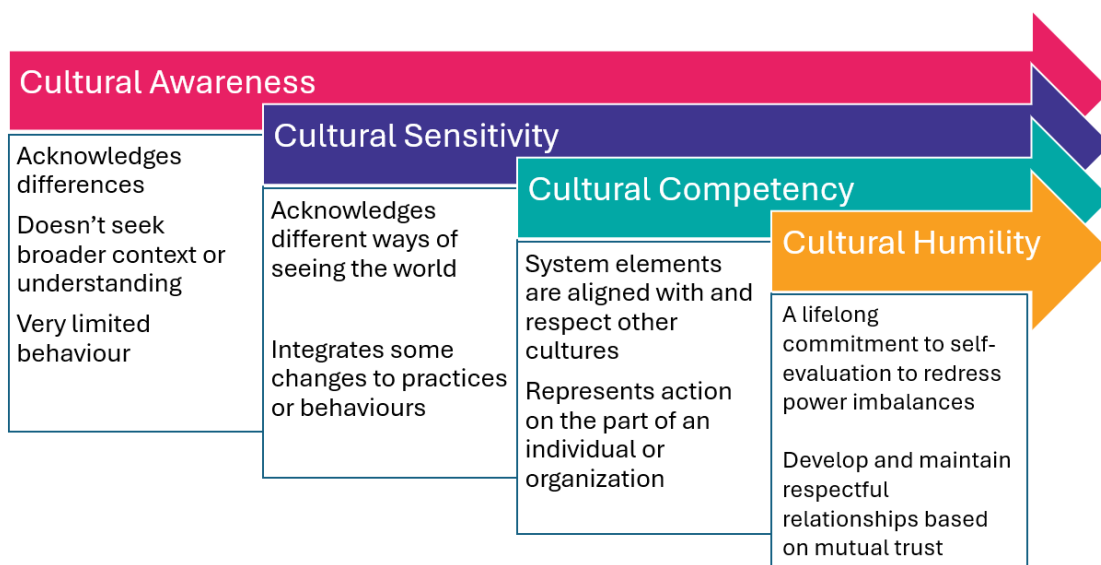 Cultural Awareness
Acknowledges
differences
Doesn’t seek
broader context or
understanding
Very limited
behaviour
Cultural Sensitivity
Acknowledges
different ways of
seeing the world
Integrates some
changes to practices
or behaviours
Cultural Competency
System elements
are aligned with and
respect other
cultures
Represents action
on the part of an
individual or
organization
Cultural Humility
A lifelong
commitment to self-
evaluation to redress
power imbalances
Develop and maintain
respectful
relationships based
on mutual trust